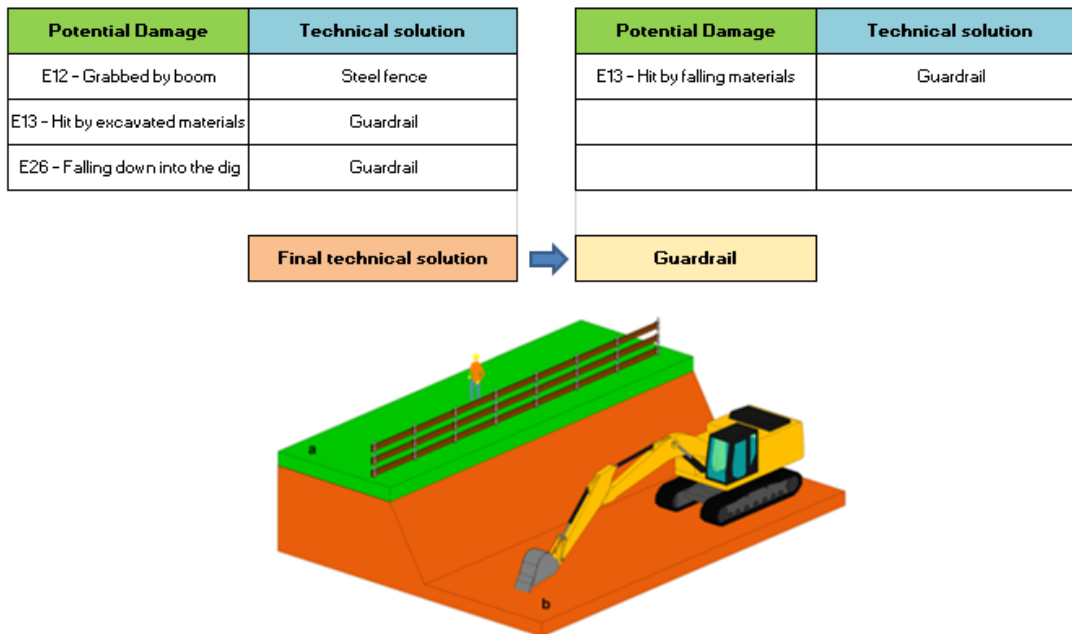 Potential Damage Technical solution
E12 - Grabbed by boom Steel fence
E13 - Hit by excavated materials Guardrail
E26 - Falling down into the dig Guardrail
Potential Damage Technical solution
E13 - Hit by falling materials Guardrail
Final technical solution Guardrail
a
b